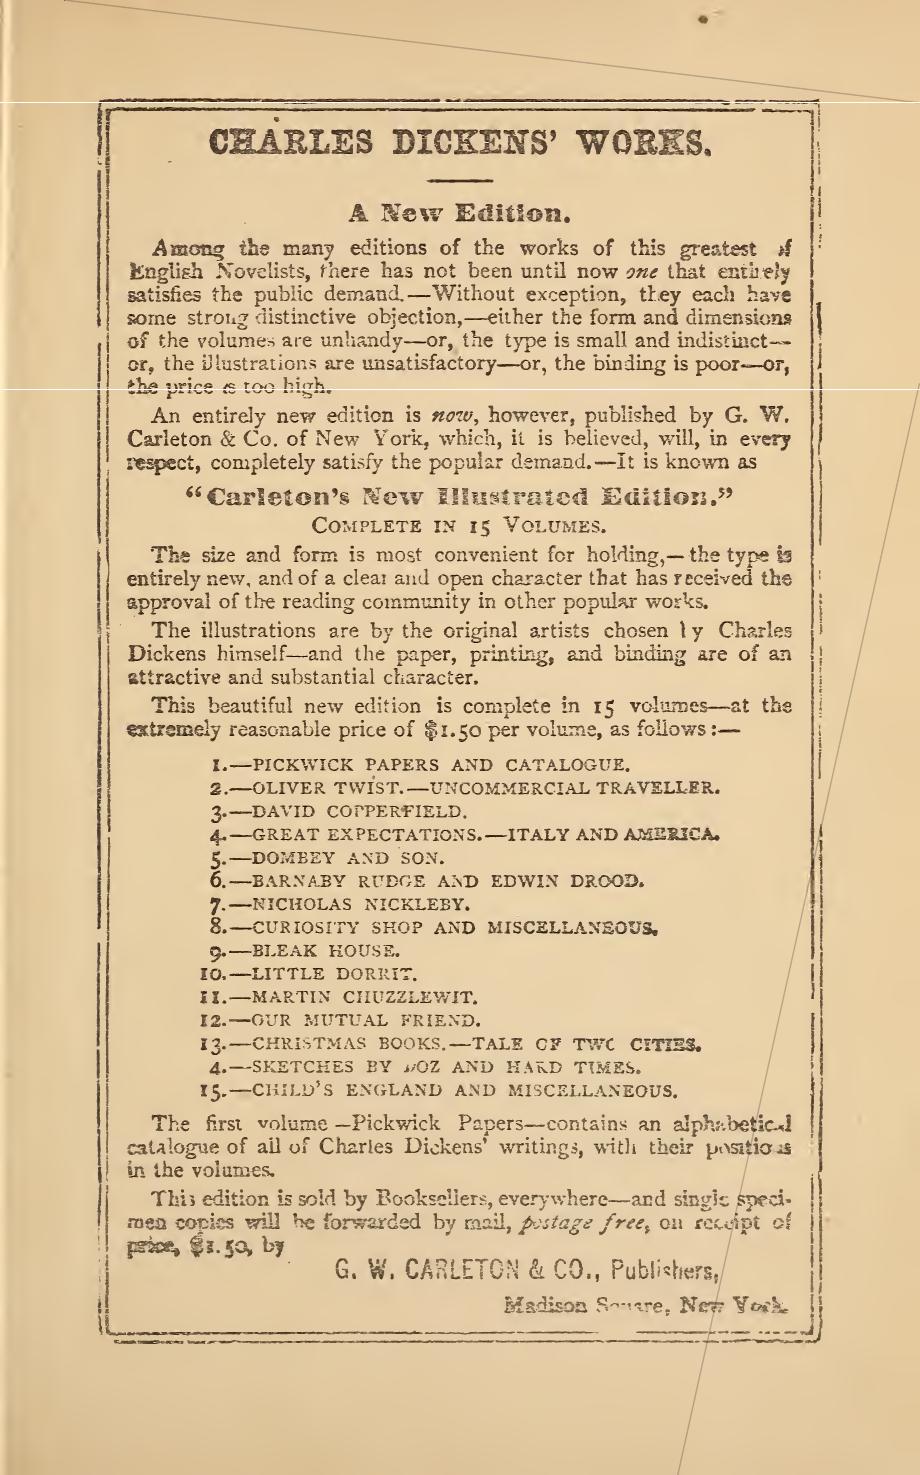 CHARLES DICKENS' WORKS.
A New Edition.
Among the many editions of the works of this greatest of
English Novelists, there has not been until now one that entirely
satisfies the public demand.—Without exception, they each have
some strong distinctive objection,—either the form and dimensions
of the volumes are unhandy—or, the type is small and indistinct—
or, the illustrations are unsatisfactory—or, the binding is poor—or,
the price is too high.
An entirely new edition is now, however, published by G. W.
Carleton & Co. of New York, which, it is believed, will, in every
respect, completely satisfy the popular demand.—It is known as
"Carleton's New Illustrated Edition."
COMPLETE IN 15 VOLUMES.
The size and form is most convenient for holding,—the type is
entirely new, and of a clear and open character that has received the
approval of the reading community in other popular works.
The illustrations are by the original artists chosen by Charles
Dickens himself—and the paper, printing, and binding are of an
attractive and substantial character.
This beautiful new edition is complete in 15 volumes—at the
extremely reasonable price of $1.50 per volume, as follows:—
1.—PICKWICK PAPERS AND CATALOGUE.
2.—OLIVER TWIST.—UNCOMMERCIAL TRAVELLER.
3.—DAVID COPPERFIELD.
4.—GREAT EXPECTATIONS.—ITALY AND AMERICA.
5.—DOMBEY AND SON.
6.—BARNABY RUDGE AND EDWIN DROOD.
7.—NICHOLAS NICKLEBY.
8.—CURIOSITY SHOP AND MISCELLANEOUS.
9.—BLEAK HOUSE.
10.—LITTLE DORRIT.
11.—MARTIN CHUZZLEWIT.
12.—OUR MUTUAL FRIEND.
13.—CHRISTMAS BOOKS.—TALE OF TWO CITIES.
4.—SKETCHES BY BOZ AND HARD TIMES.
15.—CHILD'S ENGLAND AND MISCELLANEOUS.
The first volume—Pickwick Papers—contains an alphabetical
catalogue of all of Charles Dickens' writings, with their positions
in the volumes.
This edition is sold by Booksellers, everywhere—and single speci-
men copies will be forwarded by mail, postage free, on receipt of
price, $1.50, by
G. W. CARLETON & CO., Publishers,
Madison Square, New York.